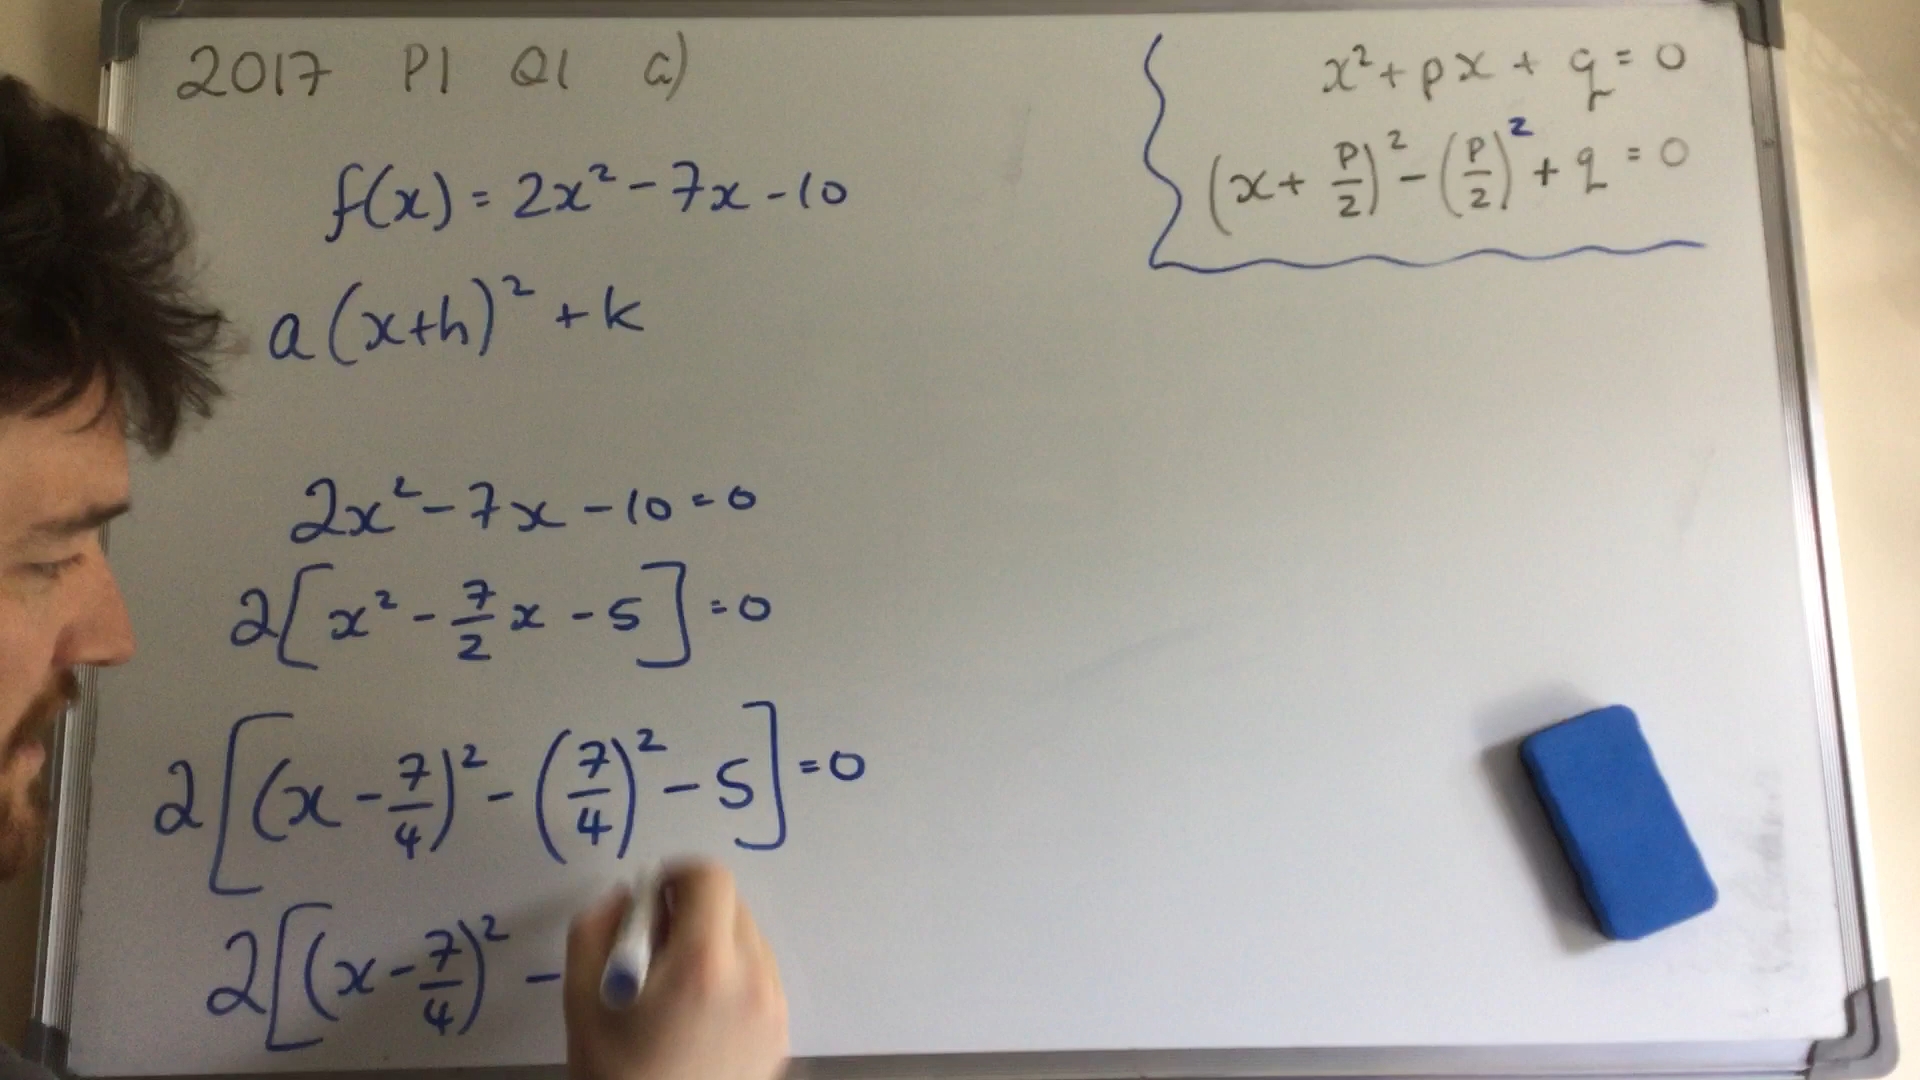 2017 P1 Q1 a)
x² + px + q = 0
(x + p/2)² - (p/2)² + q = 0
f(x) = 2x² - 7x - 10
a(x+h)² + k
2x² - 7x - 10 = 0
2[x² - 7/2 x - 5] = 0
2[(x - 7/4)² - (7/4)² - 5] = 0
2[(x - 7/4)² -